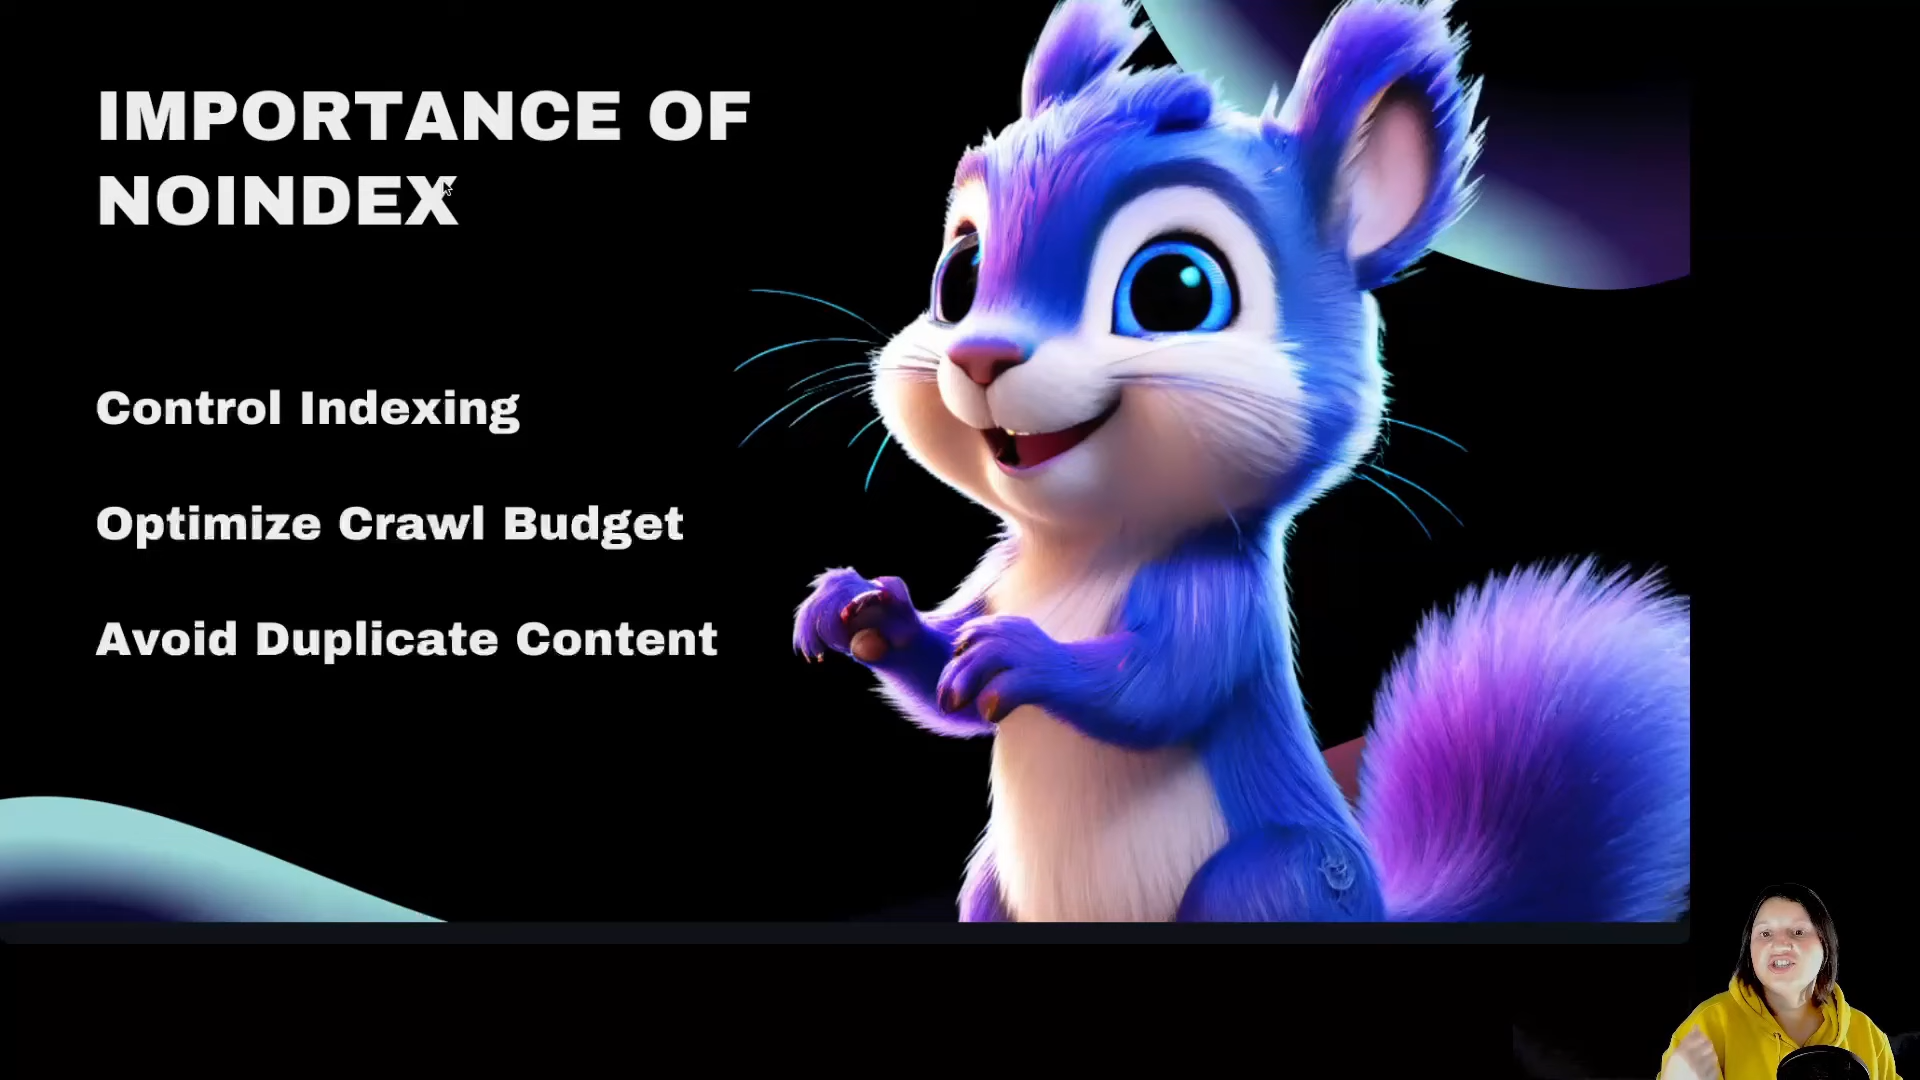 IMPORTANCE OF
NOINDEX
Control Indexing
Optimize Crawl Budget
Avoid Duplicate Content